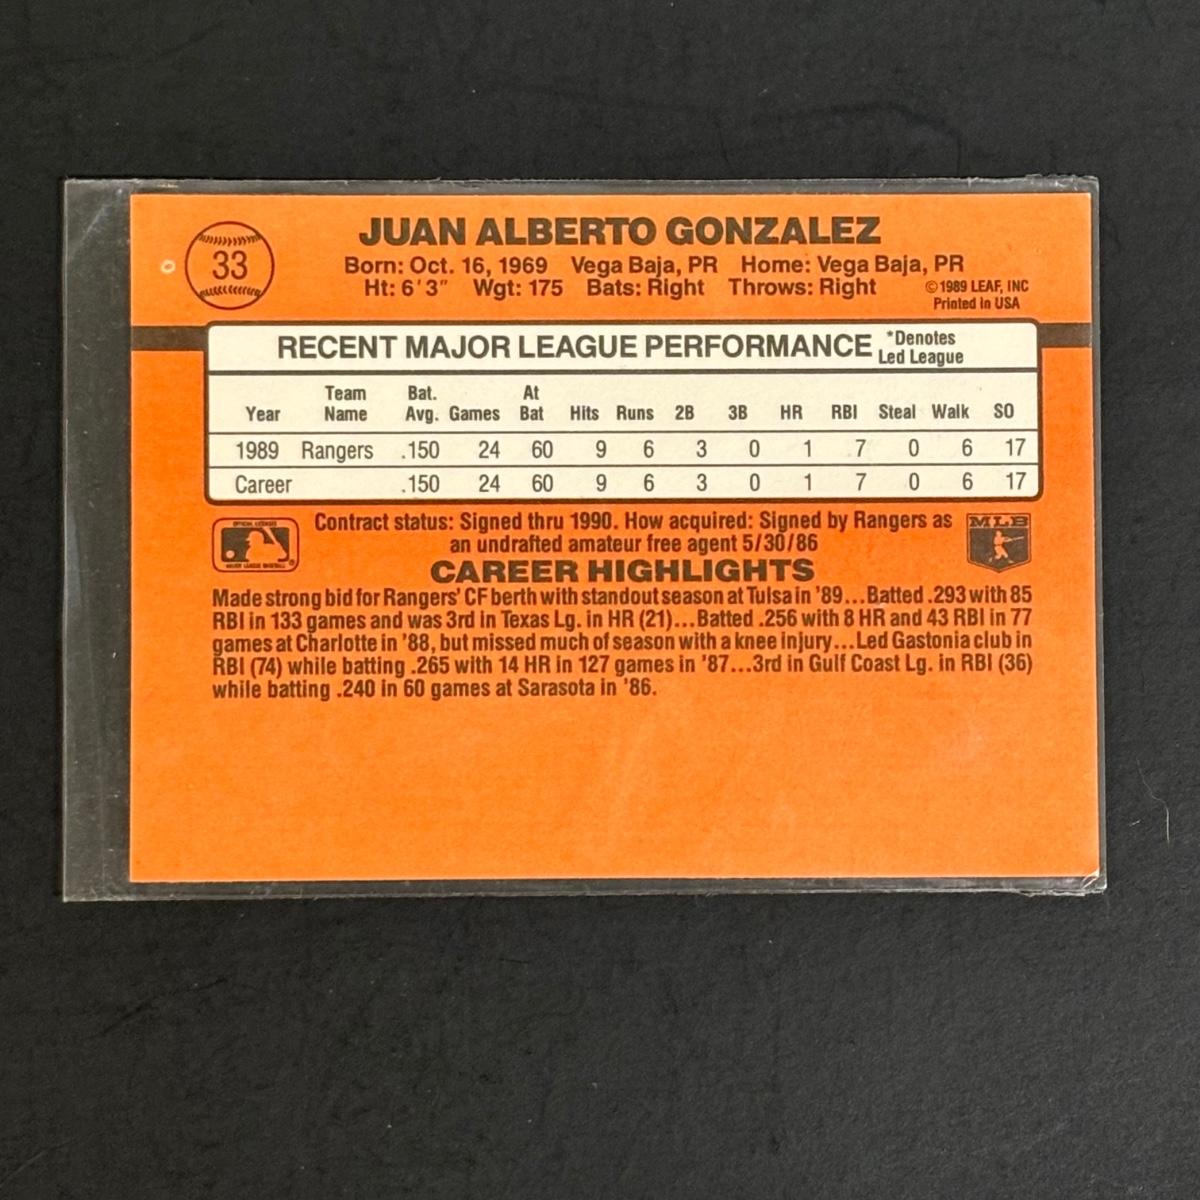 33
JUAN ALBERTO GONZALEZ
Born: Oct. 16, 1969 Vega Baja, PR Home: Vega Baja, PR
Ht: 6'3" Wgt: 175 Bats: Right Throws: Right
©1989 LEAF, INC
Printed in USA
RECENT MAJOR LEAGUE PERFORMANCE *Denotes Led League
Year Team Name Bat. Avg. Games At Bat Hits Runs 2B 3B HR RBI Steal Walk SO
1989 Rangers .150 24 60 9 6 3 0 1 7 0 6 17
Career .150 24 60 9 6 3 0 1 7 0 6 17
Contract status: Signed thru 1990. How acquired: Signed by Rangers as
an undrafted amateur free agent 5/30/86
MLB
CAREER HIGHLIGHTS
Made strong bid for Rangers' CF berth with standout season at Tulsa in '89...Batted .293 with 85
RBI in 133 games and was 3rd in Texas Lg. in HR (21)...Batted .256 with 8 HR and 43 RBI in 77
games at Charlotte in '88, but missed much of season with a knee injury...Led Gastonia club in
RBI (74) while batting .265 with 14 HR in 127 games in '87...3rd in Gulf Coast Lg. in RBI (36)
while batting .240 in 60 games at Sarasota in '86.